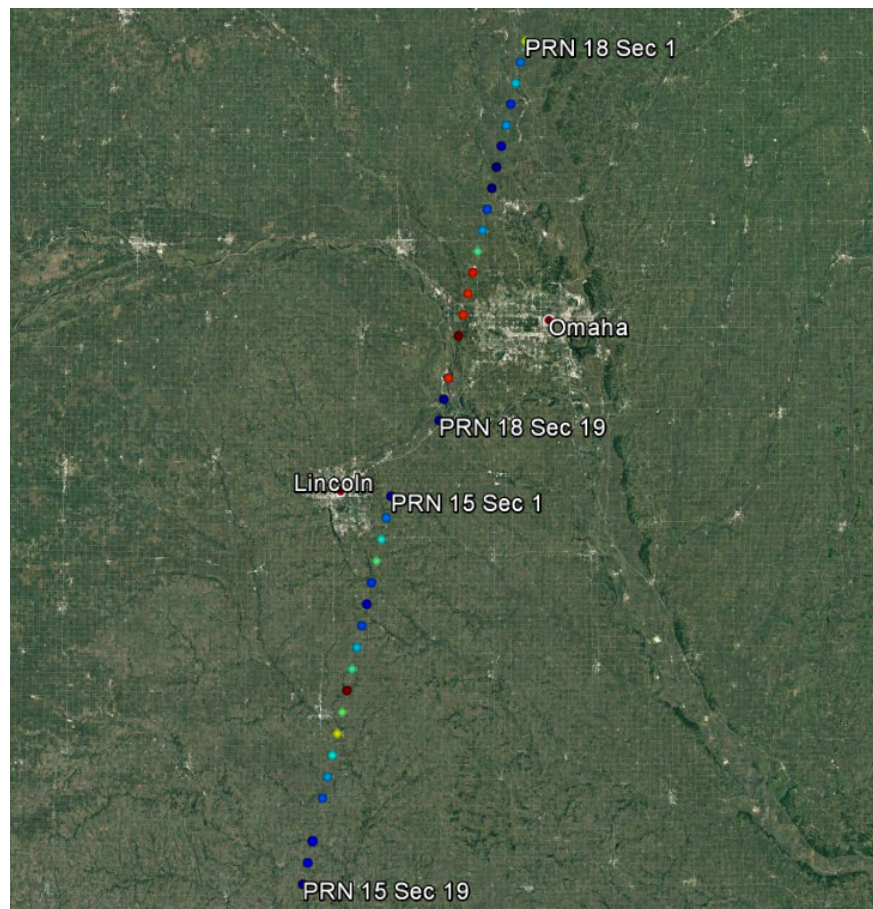 PRN 18 Sec 1
Omaha
PRN 18 Sec 19
Lincoln
PRN 15 Sec 1
PRN 15 Sec 19